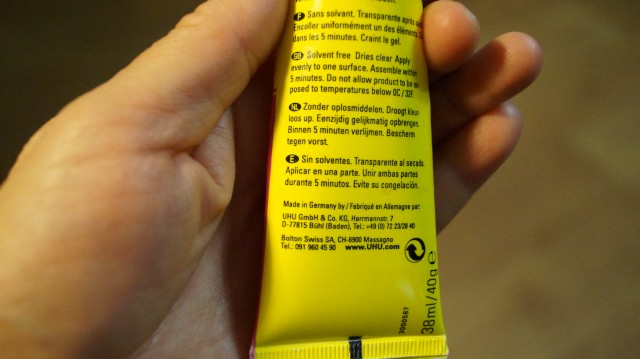 F Sans solvant. Transparente après
Encoller uniformément un des éléments.
dans les 5 minutes. Craint le gel.
GB Solvent free Dries clear Apply
evenly to one surface. Assemble within
5 minutes. Do not allow product to be ex-
posed to temperatures below 0C / 32F.
NL Zonder oplosmiddelen. Droogt kleur-
loos up. Eenzijdig gelijkmatig opbrengen.
Binnen 5 minuten verlijmen. Beschermen
tegen vorst.
E Sin solventes. Transparente al secado.
Aplicar en una parte. Unir ambas partes
durante 5 minutos. Evite su congelación.
Made in Germany by / Fabriqué en Allemagne par:
UHU GmbH & Co. KG, Herrmannstr. 7
D-77815 Bühl (Baden), Tel.: +49 (0) 72 23/28 40
Bolton Swiss SA, CH-6900 Massagno
Tel.: 091 960 45 90 www.UHU.com
3000587
38ml/40g e